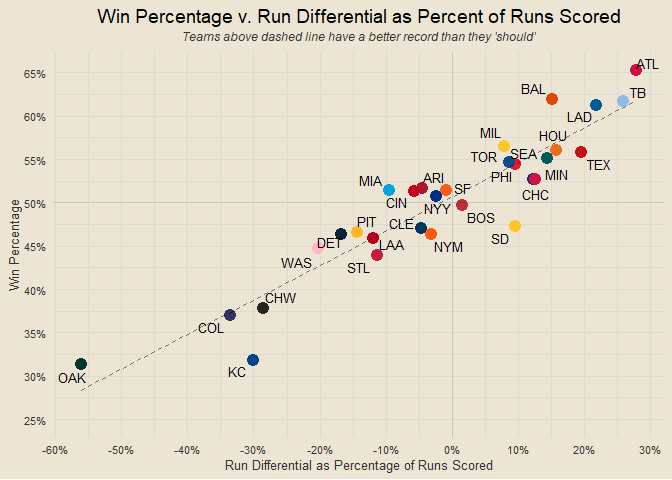 Win Percentage v. Run Differential as Percent of Runs Scored
Teams above dashed line have a better record than they 'should'
Win Percentage
65%
60%
55%
50%
45%
40%
35%
30%
25%
ATL
TB
BAL
LAD
MIL
HOU
TOR
SEA
TEX
PHI
MIN
CHC
MIA
ARI
SF
CIN
NYY
BOS
PIT
CLE
SD
DET
LAA
NYM
WAS
STL
CHW
COL
KC
OAK
-60%
-50%
-40%
-30%
-20%
-10%
0%
10%
20%
30%
Run Differential as Percentage of Runs Scored